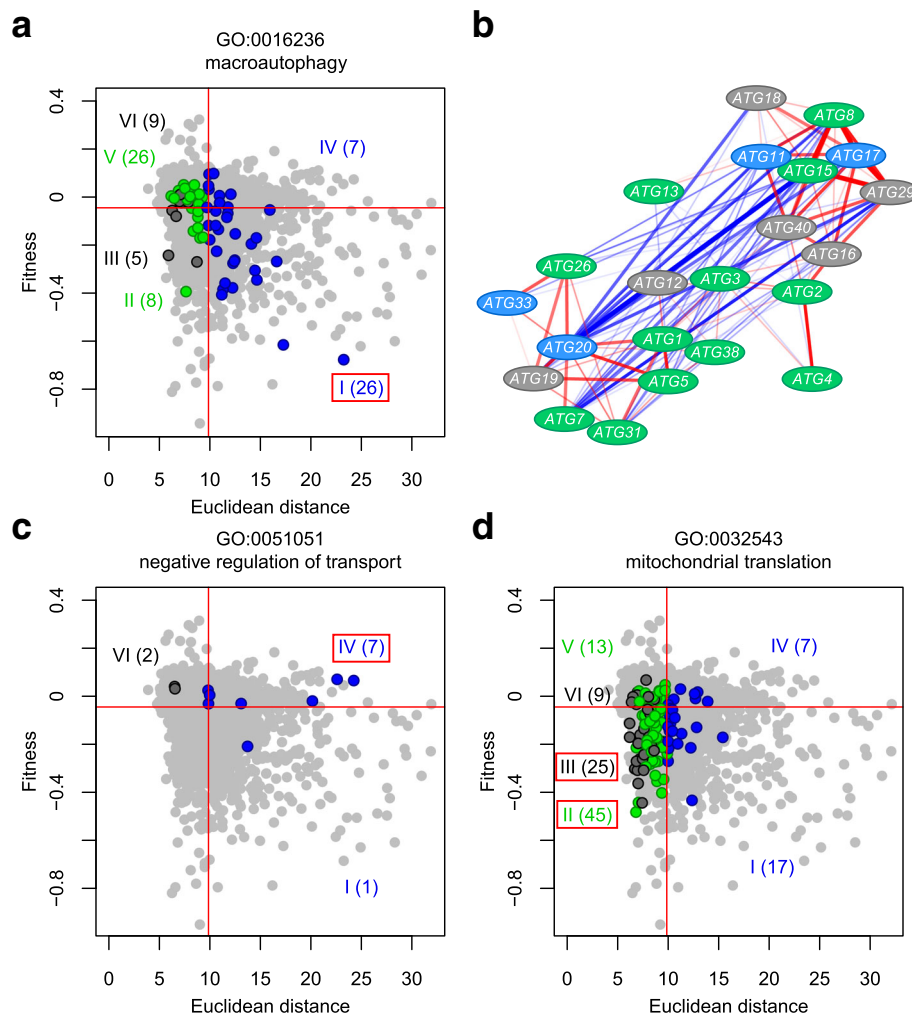 a
GO:0016236
macroautophagy
0.4
0
−0.4
−0.8
Fitness
VI (9)
V (26)
IV (7)
III (5)
II (8)
I (26)
0 5 10 15 20 25 30
Euclidean distance
b
ATG18
ATG8
ATG11
ATG17
ATG15
ATG13
ATG29
ATG40
ATG16
ATG26
ATG12
ATG3
ATG2
ATG33
ATG20
ATG1
ATG38
ATG19
ATG5
ATG4
ATG7
ATG31
c
GO:0051051
negative regulation of transport
0.4
0
−0.4
−0.8
Fitness
VI (2)
IV (7)
I (1)
0 5 10 15 20 25 30
Euclidean distance
d
GO:0032543
mitochondrial translation
0.4
0
−0.4
−0.8
Fitness
V (13)
IV (7)
VI (9)
III (25)
II (45)
I (17)
0 5 10 15 20 25 30
Euclidean distance